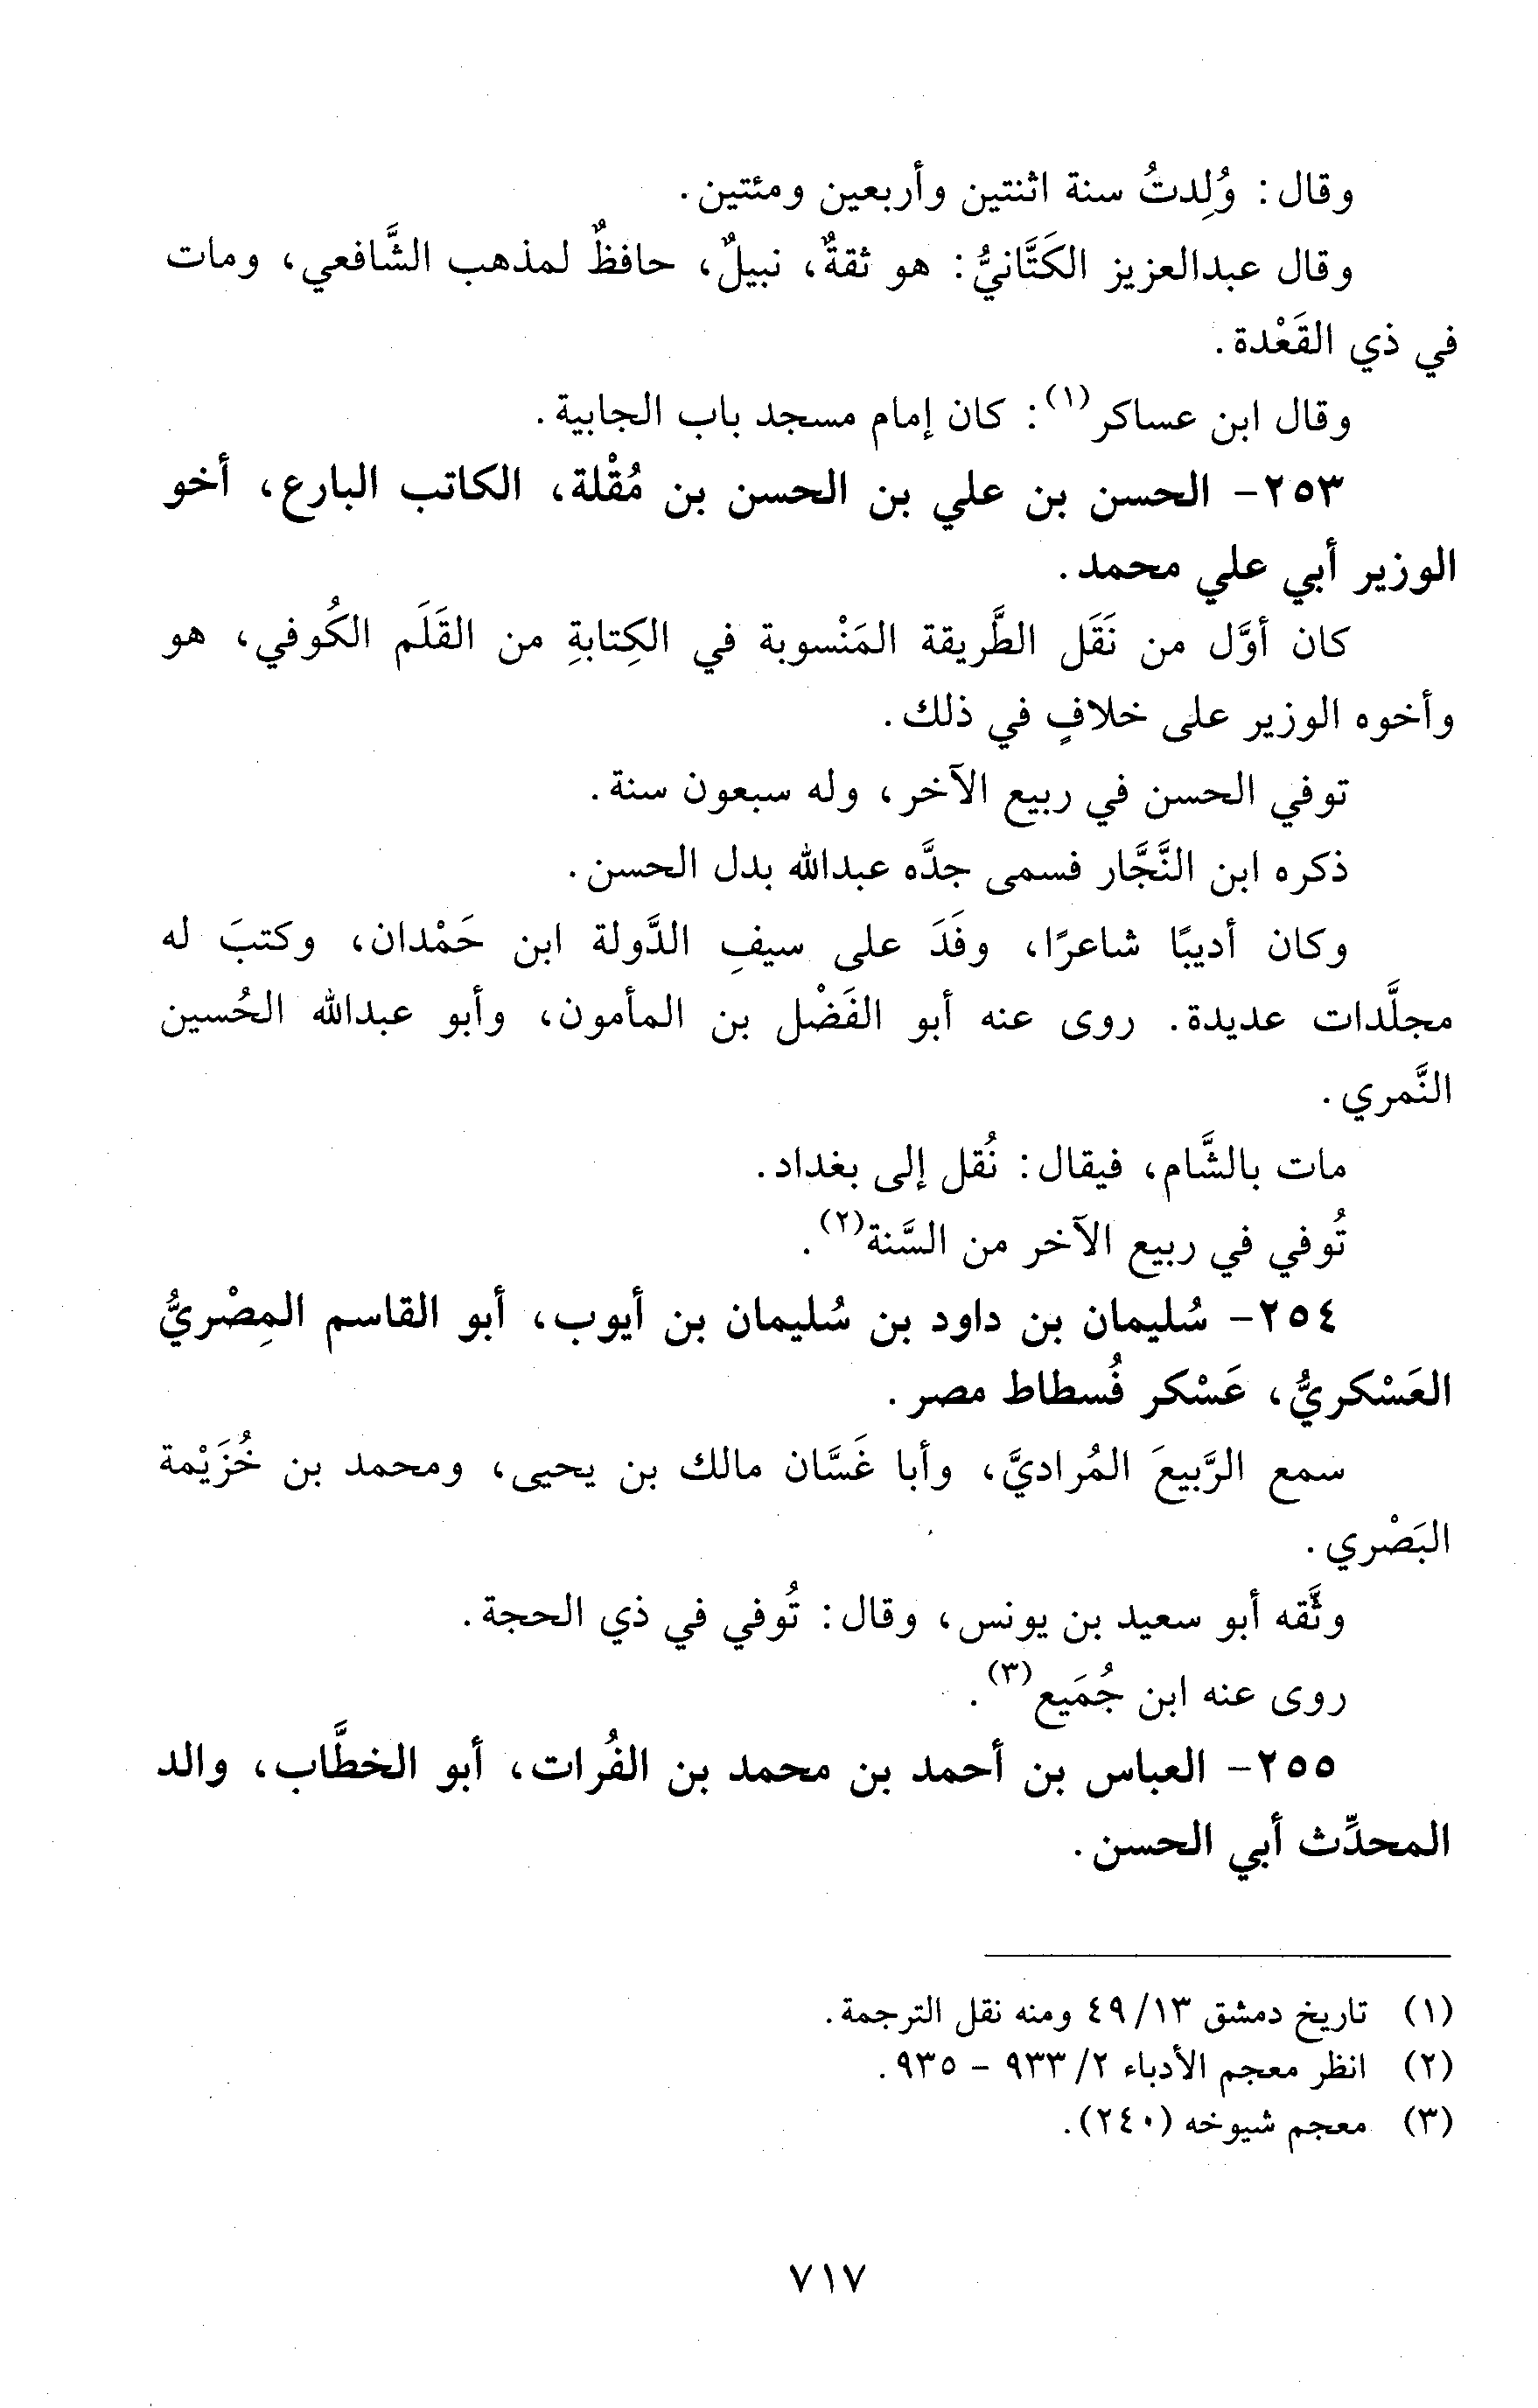 وقال: وُلِدتُ سنة اثنتين وأربعين ومئتين.
وقال عبدالعزيز الكَتَّانيُّ: هو ثقةٌ، نبيلٌ، حافظٌ لمذهب الشَّافعي، ومات
في ذي القَعْدة.
وقال ابن عساكر(١): كان إمام مسجد باب الجابية.
٢٥٣- الحسن بن علي بن الحسن بن مُقْلة، الكاتب البارع، أخو
الوزير أبي علي محمد.
كان أوَّل من نَقَل الطَّريقة المَنْسوبة في الكِتابةِ من القَلَم الكُوفي، هو
وأخوه الوزير على خلافٍ في ذلك.
توفي الحسن في ربيع الآخر، وله سبعون سنة.
ذكره ابن النَّجَّار فسمى جدَّه عبدالله بدل الحسن.
وكان أديبًا شاعرًا، وفَدَ على سيفِ الدَّولة ابن حَمْدان، وكتبَ له
مجلَّدات عديدة. روى عنه أبو الفَضْل بن المأمون، وأبو عبدالله الحُسين
النَّمري.
مات بالشَّام، فيقال: نُقل إلى بغداد.
تُوفي في ربيع الآخر من السَّنة(٢).
٢٥٤- سُليمان بن داود بن سُليمان بن أيوب، أبو القاسم المِصْريُّ
العَسْكريُّ، عَسْكر فُسطاط مصر.
سمع الرَّبيعَ المُراديَّ، وأبا غَسَّان مالك بن يحيى، ومحمد بن خُزَيْمة
البَصْري.
وثَّقه أبو سعيد بن يونس، وقال: تُوفي في ذي الحجة.
روى عنه ابن جُمَيع(٣).
٢٥٥- العباس بن أحمد بن محمد بن الفُرات، أبو الخطَّاب، والد
المحدِّث أبي الحسن.
(١) تاريخ دمشق ١٣/ ٤٩ ومنه نقل الترجمة.
(٢) انظر معجم الأدباء ٢/ ٩٣٣ - ٩٣٥.
(٣) معجم شيوخه (٢٤٠).
٧١٧